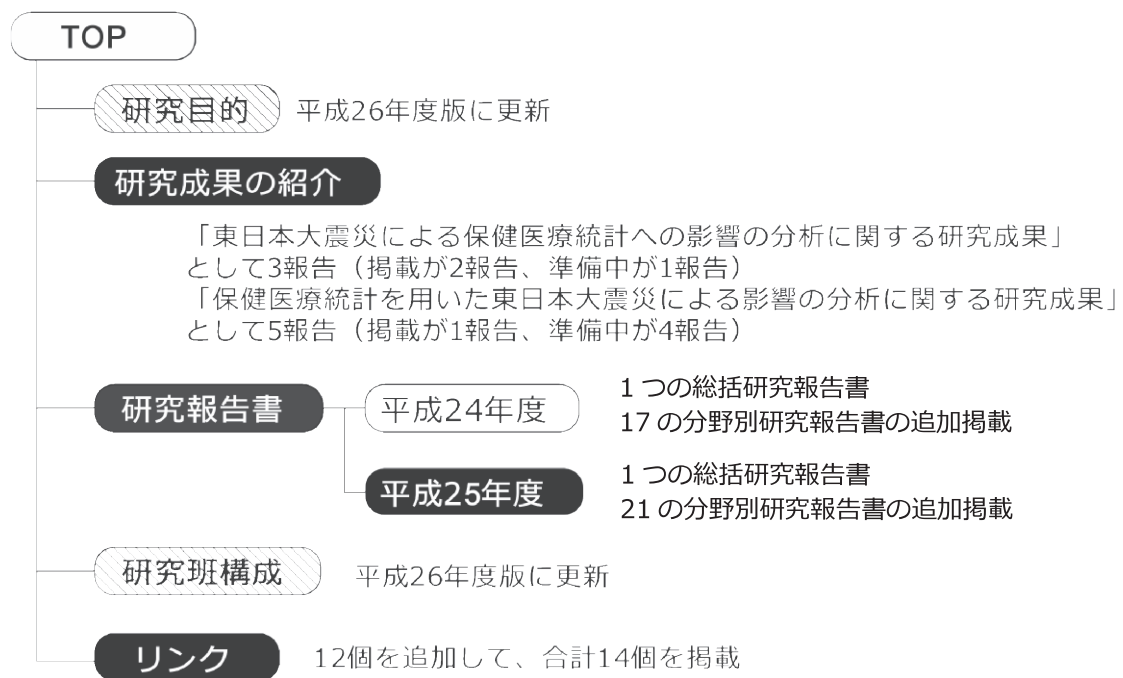 TOP
研究目的 平成26年度版に更新
研究成果の紹介
「東日本大震災による保健医療統計への影響の分析に関する研究成果」
として3報告（掲載が2報告、準備中が1報告）
「保健医療統計を用いた東日本大震災による影響の分析に関する研究成果」
として5報告（掲載が1報告、準備中が4報告）
研究報告書
平成24年度
1 つの総括研究報告書
17 の分野別研究報告書の追加掲載
平成25年度
1 つの総括研究報告書
21 の分野別研究報告書の追加掲載
研究班構成 平成26年度版に更新
リンク 12個を追加して、合計14個を掲載